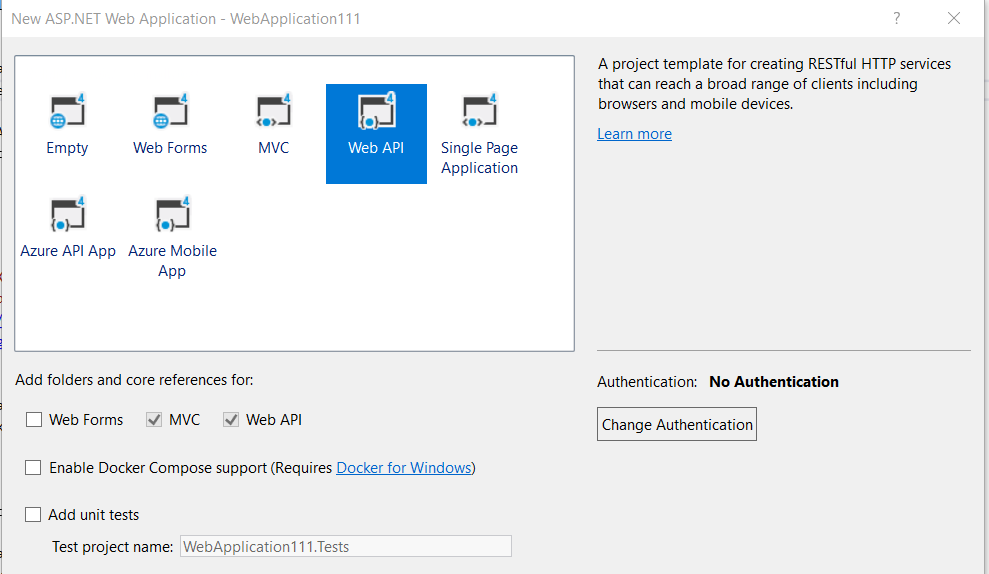 New ASP.NET Web Application - WebApplication111
?
4 4 4 4 4
Empty Web Forms MVC Web API Single Page
Application
4 4
Azure API App Azure Mobile
App
A project template for creating RESTful HTTP services
that can reach a broad range of clients including
browsers and mobile devices.
Learn more
Add folders and core references for:
Web Forms MVC Web API
Enable Docker Compose support (Requires Docker for Windows)
Add unit tests
Test project name: WebApplication111.Tests
Authentication: No Authentication
Change Authentication